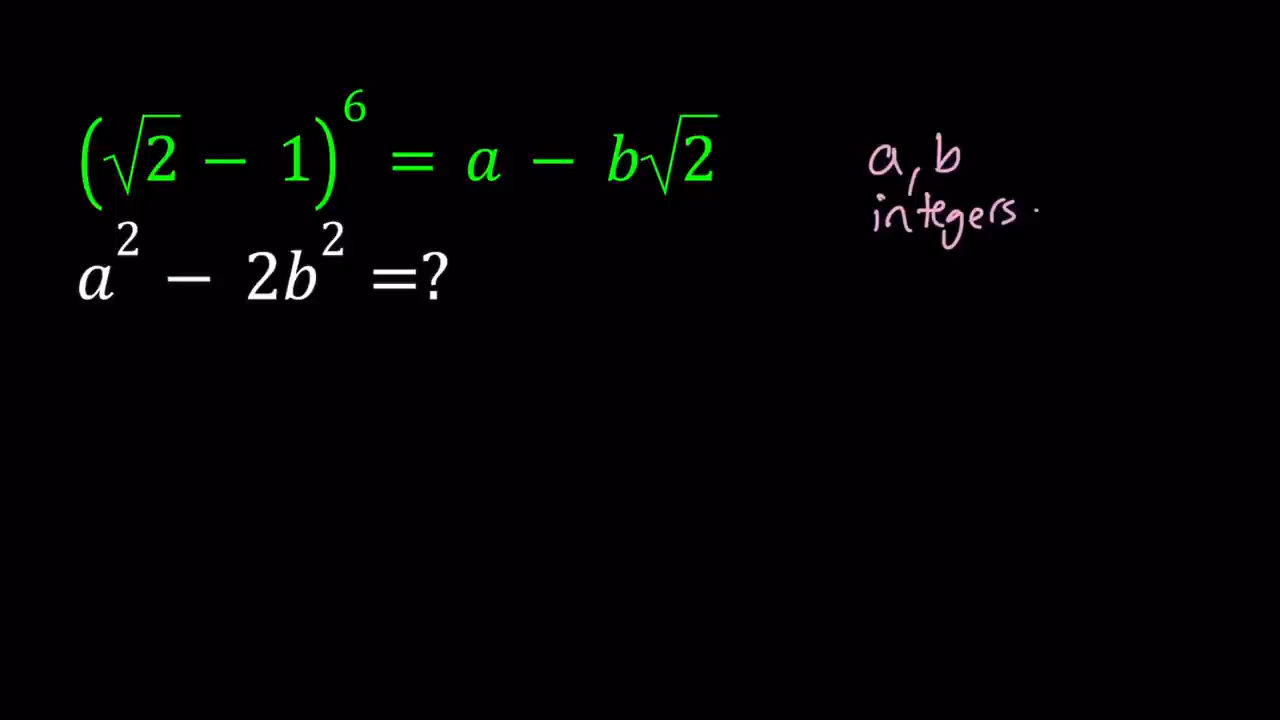 (√2 − 1)^6 = a − b√2
a, b
integers.
a^2 − 2b^2 =?